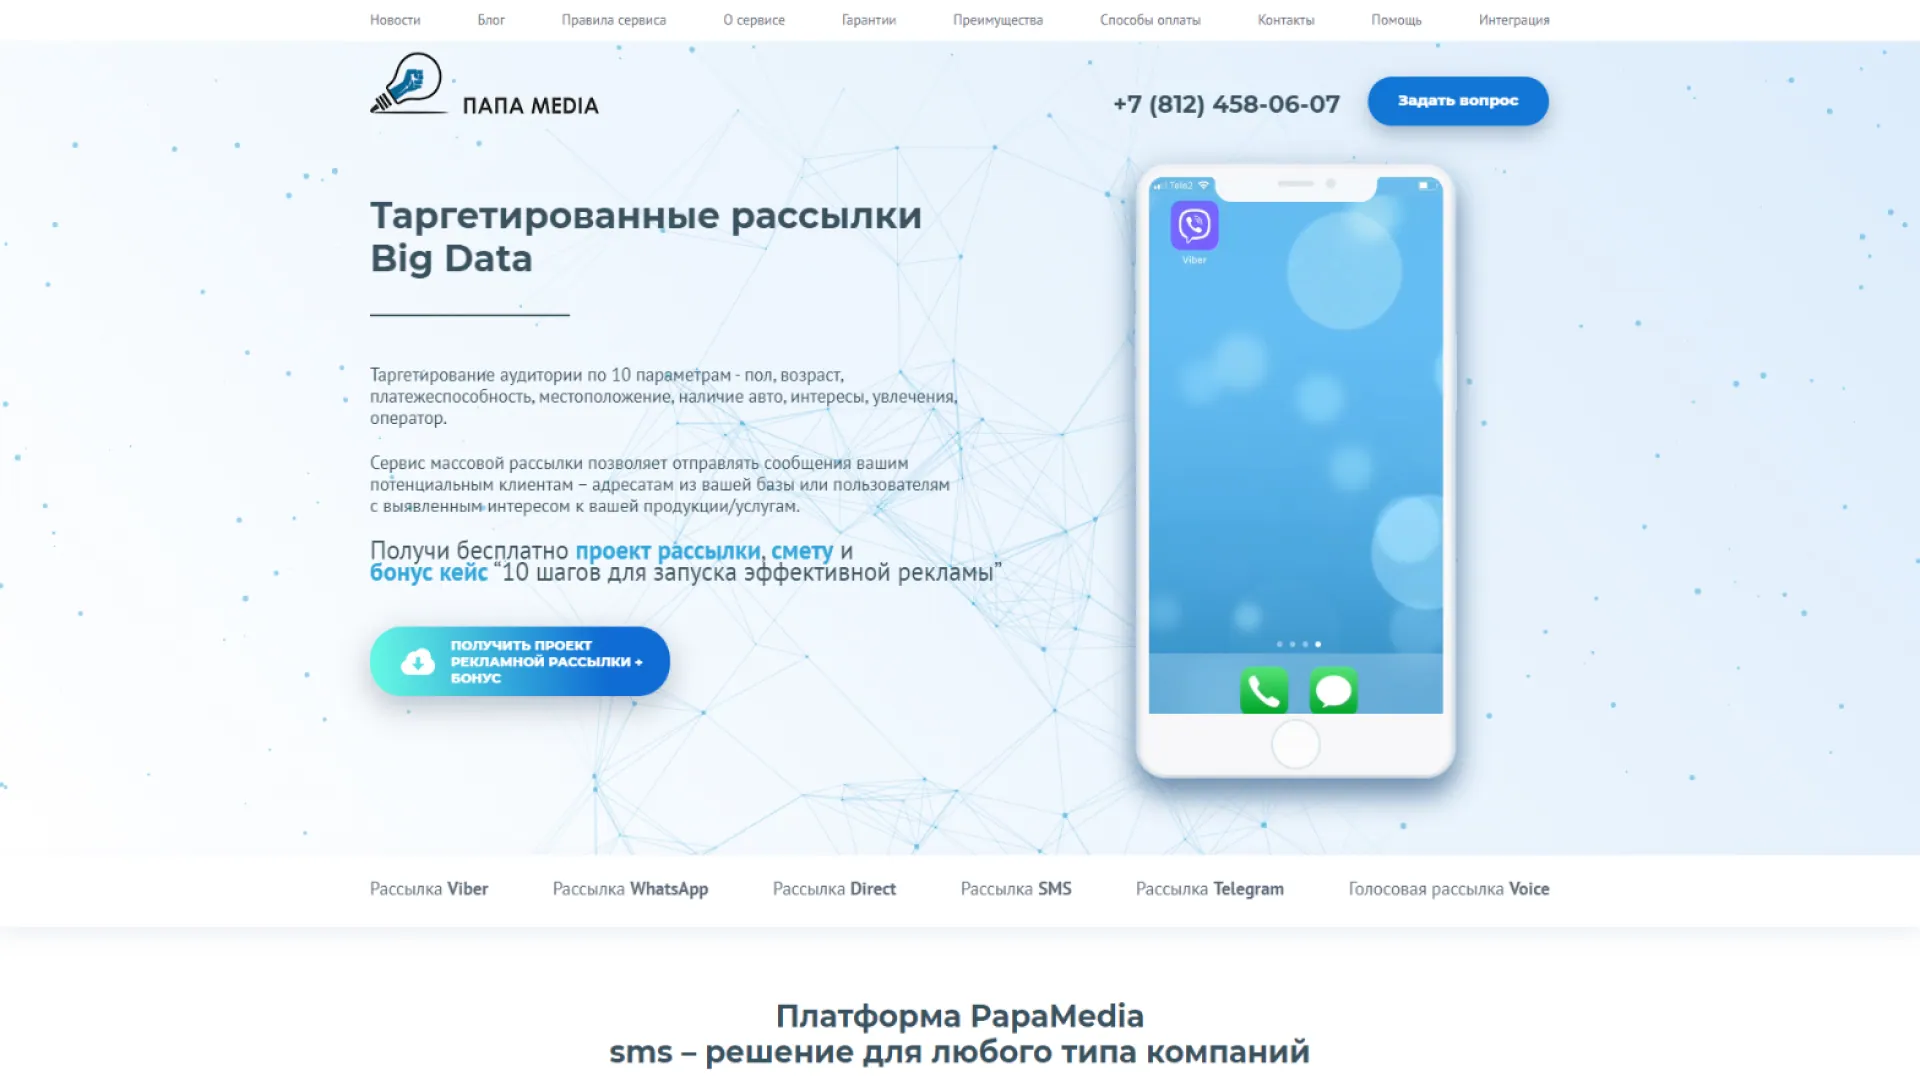 Новости Блог Правила сервиса О сервисе Гарантии Преимущества Способы оплаты Контакты Помощь Интеграция
ПАПА MEDIA
+7 (812) 458-06-07
Задать вопрос
Таргетированные рассылки
Big Data
Таргетирование аудитории по 10 параметрам - пол, возраст,
платежеспособность, местоположение, наличие авто, интересы, увлечения,
оператор.
Сервис массовой рассылки позволяет отправлять сообщения вашим
потенциальным клиентам – адресатам из вашей базы или пользователям
с выявленным интересом к вашей продукции/услугам.
Получи бесплатно проект рассылки, смету и
бонус кейс “10 шагов для запуска эффективной рекламы”
ПОЛУЧИТЬ ПРОЕКТ
РЕКЛАМНОЙ РАССЫЛКИ +
БОНУС
Tele2
Viber
Рассылка Viber Рассылка WhatsApp Рассылка Direct Рассылка SMS Рассылка Telegram Голосовая рассылка Voice
Платформа PapaMedia
sms – решение для любого типа компаний